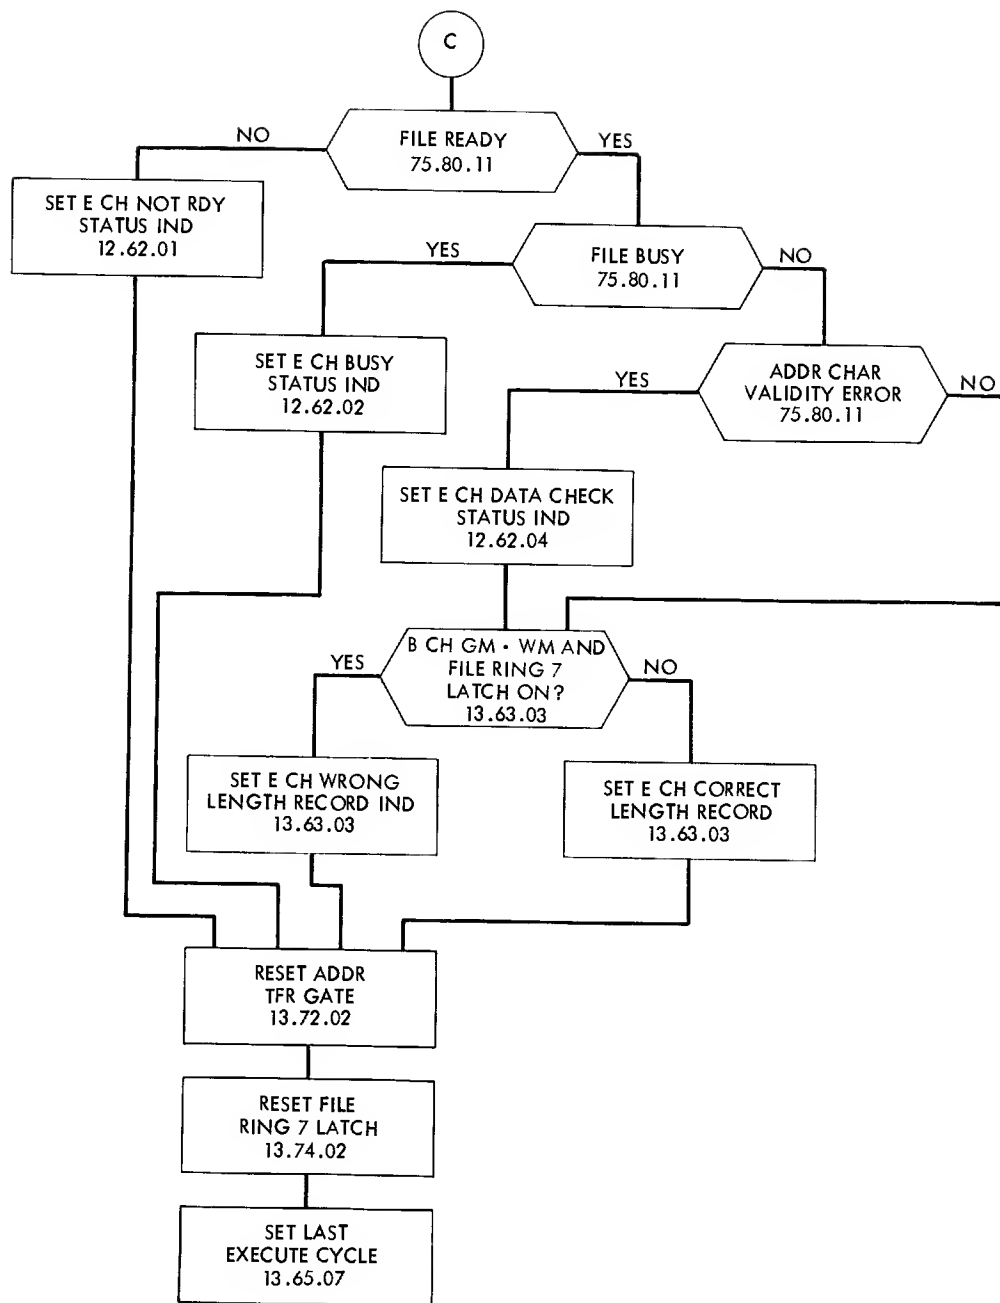 C
FILE READY
75.80.11
NO
YES
SET E CH NOT RDY
STATUS IND
12.62.01
FILE BUSY
75.80.11
YES
NO
SET E CH BUSY
STATUS IND
12.62.02
ADDR CHAR
VALIDITY ERROR
75.80.11
YES
NO
SET E CH DATA CHECK
STATUS IND
12.62.04
B CH GM • WM AND
FILE RING 7
LATCH ON?
13.63.03
YES
NO
SET E CH WRONG
LENGTH RECORD IND
13.63.03
SET E CH CORRECT
LENGTH RECORD
13.63.03
RESET ADDR
TFR GATE
13.72.02
RESET FILE
RING 7 LATCH
13.74.02
SET LAST
EXECUTE CYCLE
13.65.07